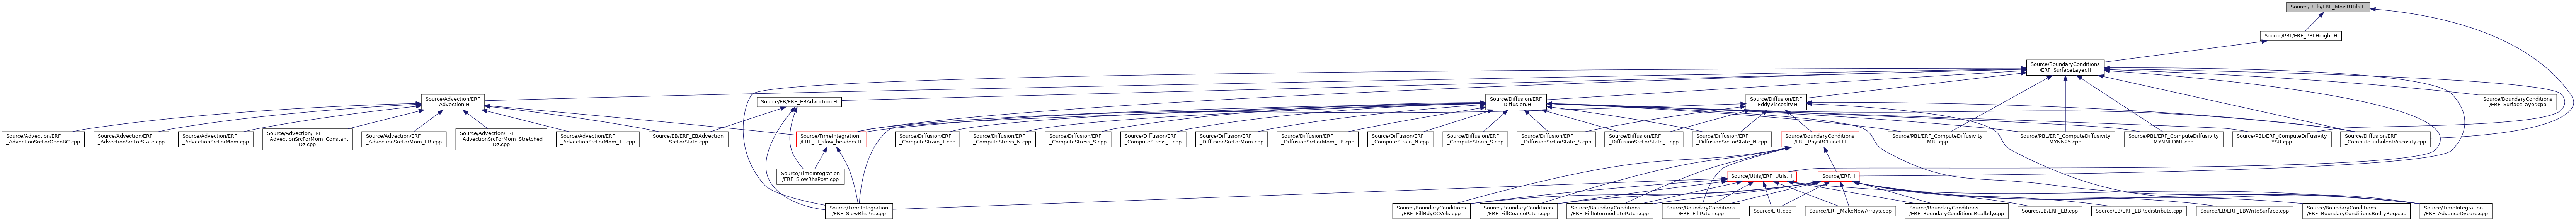 Source/Utils/ERF_MoistUtils.H
Source/PBL/ERF_PBLHeight.H
Source/BoundaryConditions
/ERF_SurfaceLayer.H
Source/Advection/ERF
_Advection.H
Source/EB/ERF_EBAdvection.H
Source/Diffusion/ERF
_Diffusion.H
Source/Diffusion/ERF
_EddyViscosity.H
Source/BoundaryConditions
/ERF_SurfaceLayer.cpp
Source/Advection/ERF
_AdvectionSrcForOpenBC.cpp
Source/Advection/ERF
_AdvectionSrcForState.cpp
Source/Advection/ERF
_AdvectionSrcForMom.cpp
Source/Advection/ERF
_AdvectionSrcForMom_Constant
Dz.cpp
Source/Advection/ERF
_AdvectionSrcForMom_EB.cpp
Source/Advection/ERF
_AdvectionSrcForMom_Stretched
Dz.cpp
Source/Advection/ERF
_AdvectionSrcForMom_TF.cpp
Source/EB/ERF_EBAdvection
SrcForState.cpp
Source/TimeIntegration
/ERF_TI_slow_headers.H
Source/Diffusion/ERF
_ComputeStrain_T.cpp
Source/Diffusion/ERF
_ComputeStress_N.cpp
Source/Diffusion/ERF
_ComputeStress_S.cpp
Source/Diffusion/ERF
_ComputeStress_T.cpp
Source/Diffusion/ERF
_DiffusionSrcForMom.cpp
Source/Diffusion/ERF
_DiffusionSrcForMom_EB.cpp
Source/Diffusion/ERF
_ComputeStrain_N.cpp
Source/Diffusion/ERF
_ComputeStrain_S.cpp
Source/Diffusion/ERF
_DiffusionSrcForState_S.cpp
Source/Diffusion/ERF
_DiffusionSrcForState_T.cpp
Source/Diffusion/ERF
_DiffusionSrcForState_N.cpp
Source/BoundaryConditions
/ERF_PhysBCFunct.H
Source/PBL/ERF_ComputeDiffusivity
MRF.cpp
Source/PBL/ERF_ComputeDiffusivity
MYNN25.cpp
Source/PBL/ERF_ComputeDiffusivity
MYNNEDMF.cpp
Source/PBL/ERF_ComputeDiffusivity
YSU.cpp
Source/Diffusion/ERF
_ComputeTurbulentViscosity.cpp
Source/TimeIntegration
/ERF_SlowRhsPost.cpp
Source/Utils/ERF_Utils.H
Source/ERF.H
Source/TimeIntegration
/ERF_SlowRhsPre.cpp
Source/BoundaryConditions
/ERF_FillBdyCCVels.cpp
Source/BoundaryConditions
/ERF_FillCoarsePatch.cpp
Source/BoundaryConditions
/ERF_FillIntermediatePatch.cpp
Source/BoundaryConditions
/ERF_FillPatch.cpp
Source/ERF.cpp
Source/ERF_MakeNewArrays.cpp
Source/BoundaryConditions
/ERF_BoundaryConditionsRealbdy.cpp
Source/EB/ERF_EB.cpp
Source/EB/ERF_EBRedistribute.cpp
Source/EB/ERF_EBWriteSurface.cpp
Source/BoundaryConditions
/ERF_BoundaryConditionsBndryReg.cpp
Source/TimeIntegration
/ERF_AdvanceDycore.cpp